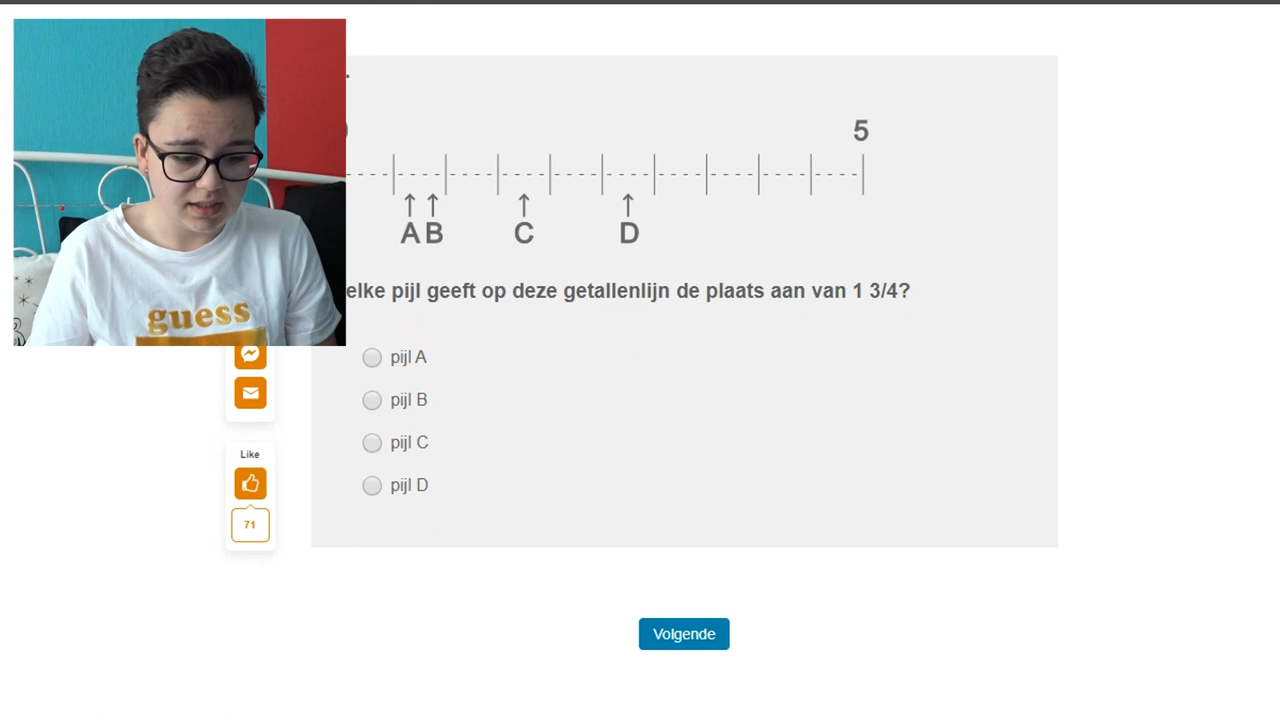 5
A B C D
elke pijl geeft op deze getallenlijn de plaats aan van 1 3/4?
pijl A
pijl B
pijl C
pijl D
guess
Like
71
Volgende